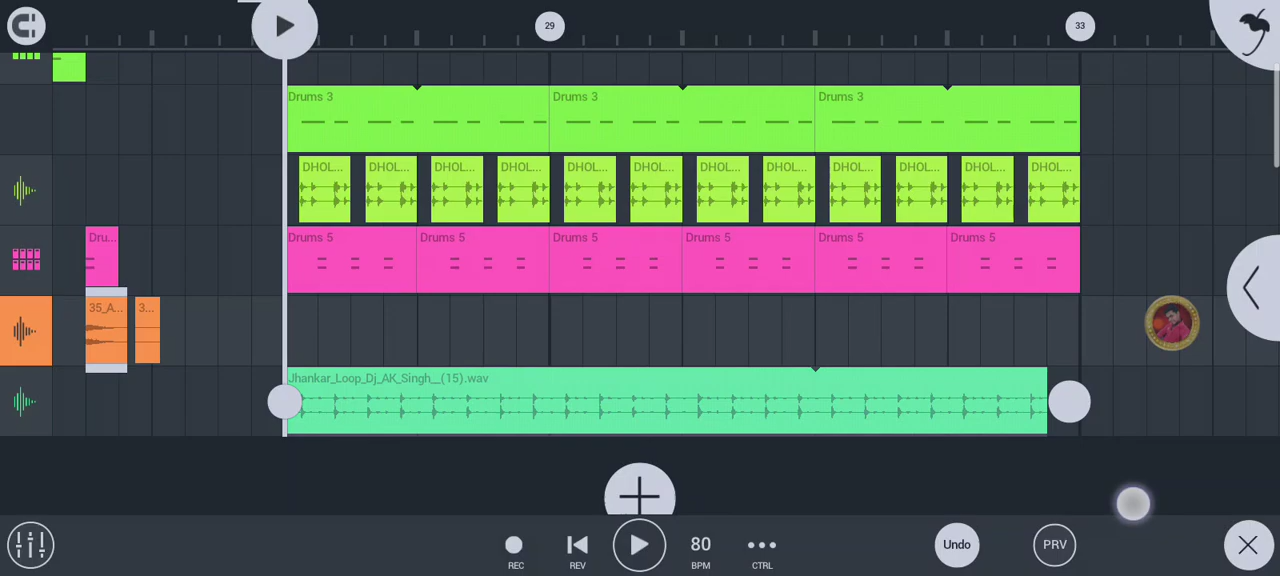 29
33
Drums 3
Drums 3
Drums 3
DHOL...
DHOL...
DHOL...
DHOL...
DHOL...
DHOL...
DHOL...
DHOL...
DHOL...
DHOL...
DHOL...
DHOL...
Dru...
Drums 5
Drums 5
Drums 5
Drums 5
Drums 5
Drums 5
35_A...
3...
Jhankar_Loop_Dj_AK_Singh__(15).wav
REC
REV
80
BPM
CTRL
Undo
PRV